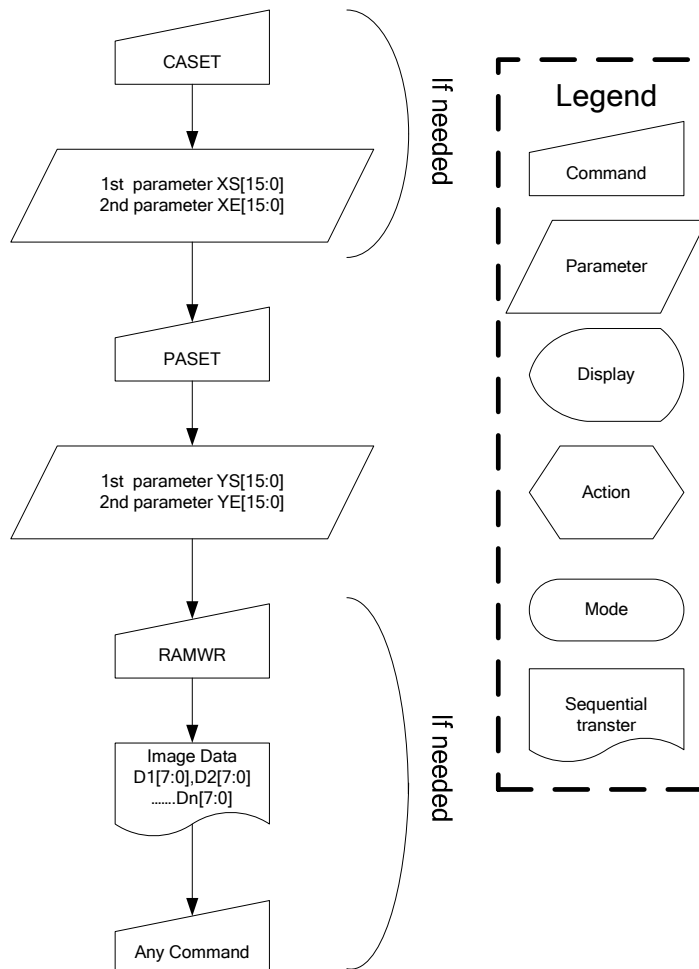 CASET
If needed
1st parameter XS[15:0]
2nd parameter XE[15:0]
PASET
1st parameter YS[15:0]
2nd parameter YE[15:0]
RAMWR
If needed
Image Data
D1[7:0],D2[7:0]
.......Dn[7:0]
Any Command
Legend
Command
Parameter
Display
Action
Mode
Sequential
transter